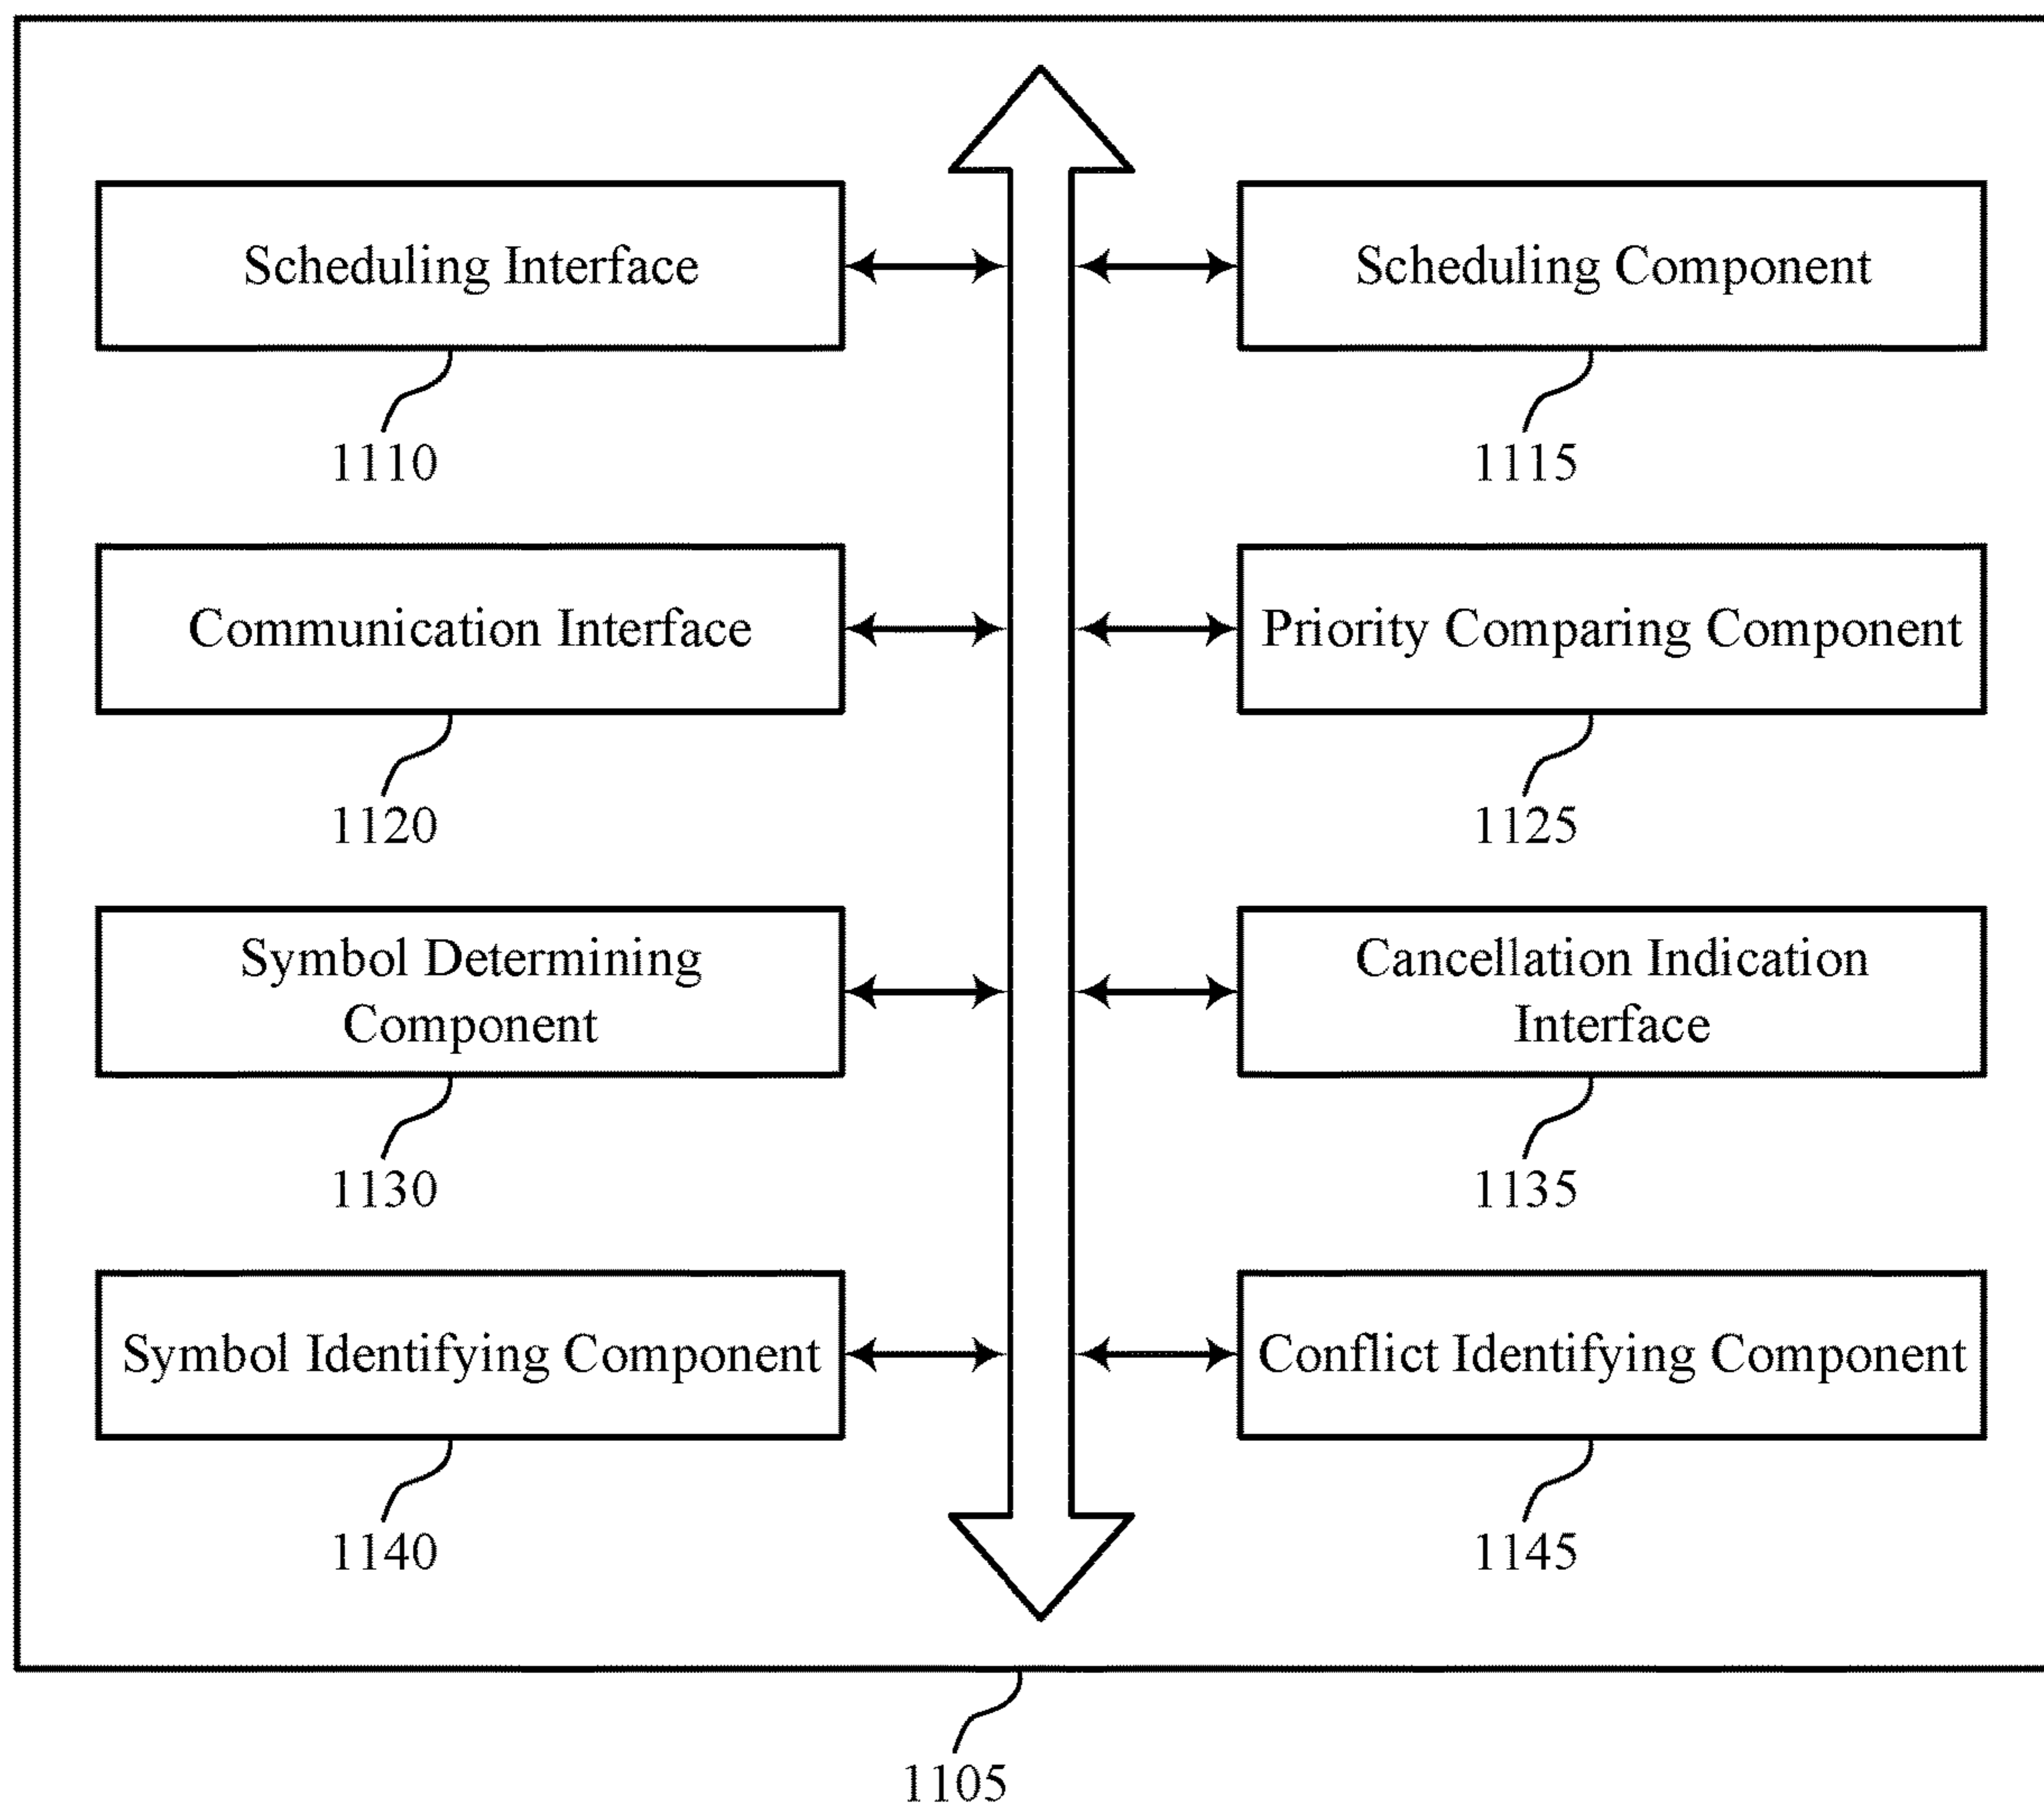 Scheduling Interface
1110
Scheduling Component
1115
Communication Interface
1120
Priority Comparing Component
1125
Symbol Determining
Component
1130
Cancellation Indication
Interface
1135
Symbol Identifying Component
1140
Conflict Identifying Component
1145
1105